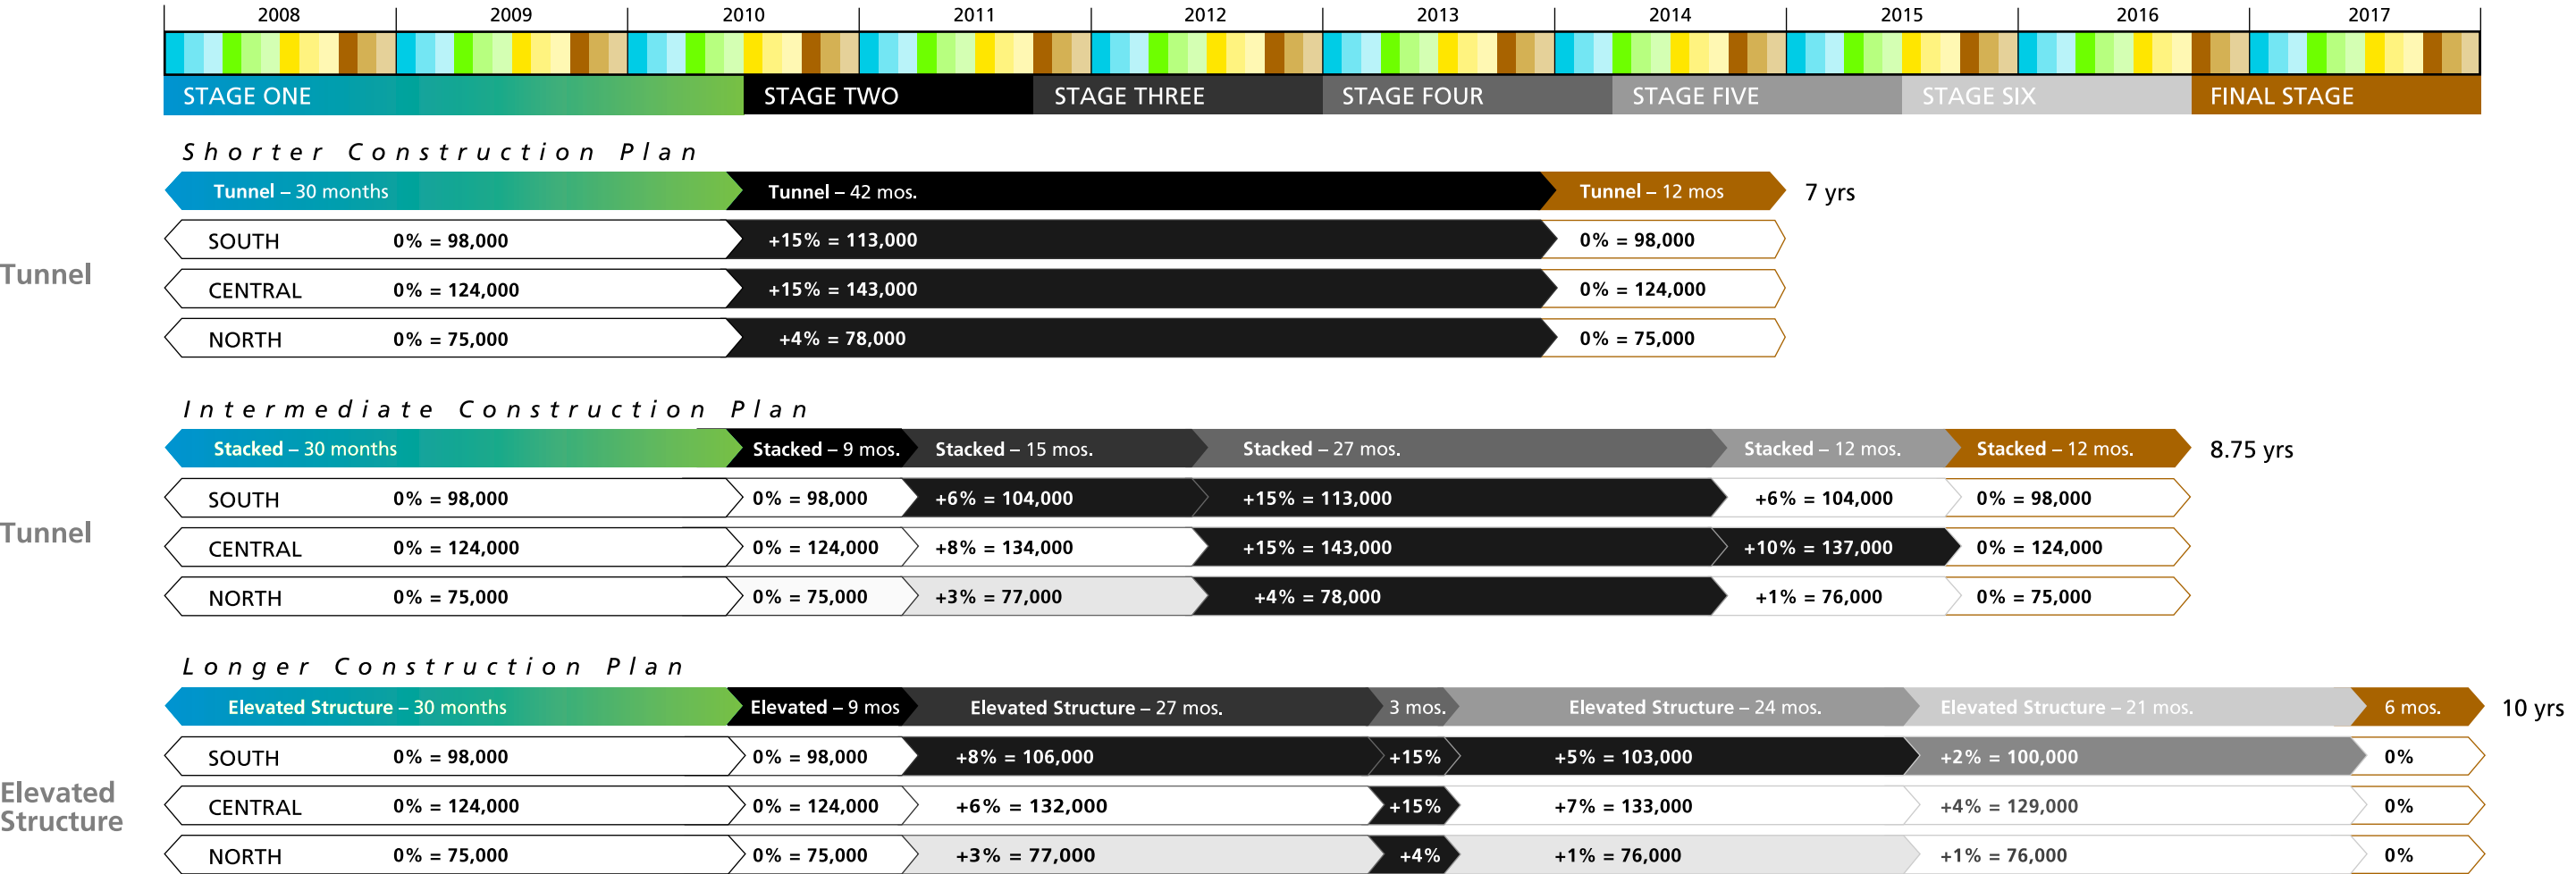 2008 2009 2010 2011 2012 2013 2014 2015 2016 2017
STAGE ONE STAGE TWO STAGE THREE STAGE FOUR STAGE FIVE STAGE SIX FINAL STAGE
Shorter Construction Plan
Tunnel – 30 months Tunnel – 42 mos. Tunnel – 12 mos 7 yrs
SOUTH 0% = 98,000 +15% = 113,000 0% = 98,000
Tunnel
CENTRAL 0% = 124,000 +15% = 143,000 0% = 124,000
NORTH 0% = 75,000 +4% = 78,000 0% = 75,000
Intermediate Construction Plan
Stacked – 30 months Stacked – 9 mos. Stacked – 15 mos. Stacked – 27 mos. Stacked – 12 mos. Stacked – 12 mos. 8.75 yrs
SOUTH 0% = 98,000 0% = 98,000 +6% = 104,000 +15% = 113,000 +6% = 104,000 0% = 98,000
Tunnel
CENTRAL 0% = 124,000 0% = 124,000 +8% = 134,000 +15% = 143,000 +10% = 137,000 0% = 124,000
NORTH 0% = 75,000 0% = 75,000 +3% = 77,000 +4% = 78,000 +1% = 76,000 0% = 75,000
Longer Construction Plan
Elevated Structure – 30 months Elevated – 9 mos Elevated Structure – 27 mos. 3 mos. Elevated Structure – 24 mos. Elevated Structure – 21 mos. 6 mos. 10 yrs
SOUTH 0% = 98,000 0% = 98,000 +8% = 106,000 +15% +5% = 103,000 +2% = 100,000 0%
Elevated
Structure
CENTRAL 0% = 124,000 0% = 124,000 +6% = 132,000 +15% +7% = 133,000 +4% = 129,000 0%
NORTH 0% = 75,000 0% = 75,000 +3% = 77,000 +4% +1% = 76,000 +1% = 76,000 0%